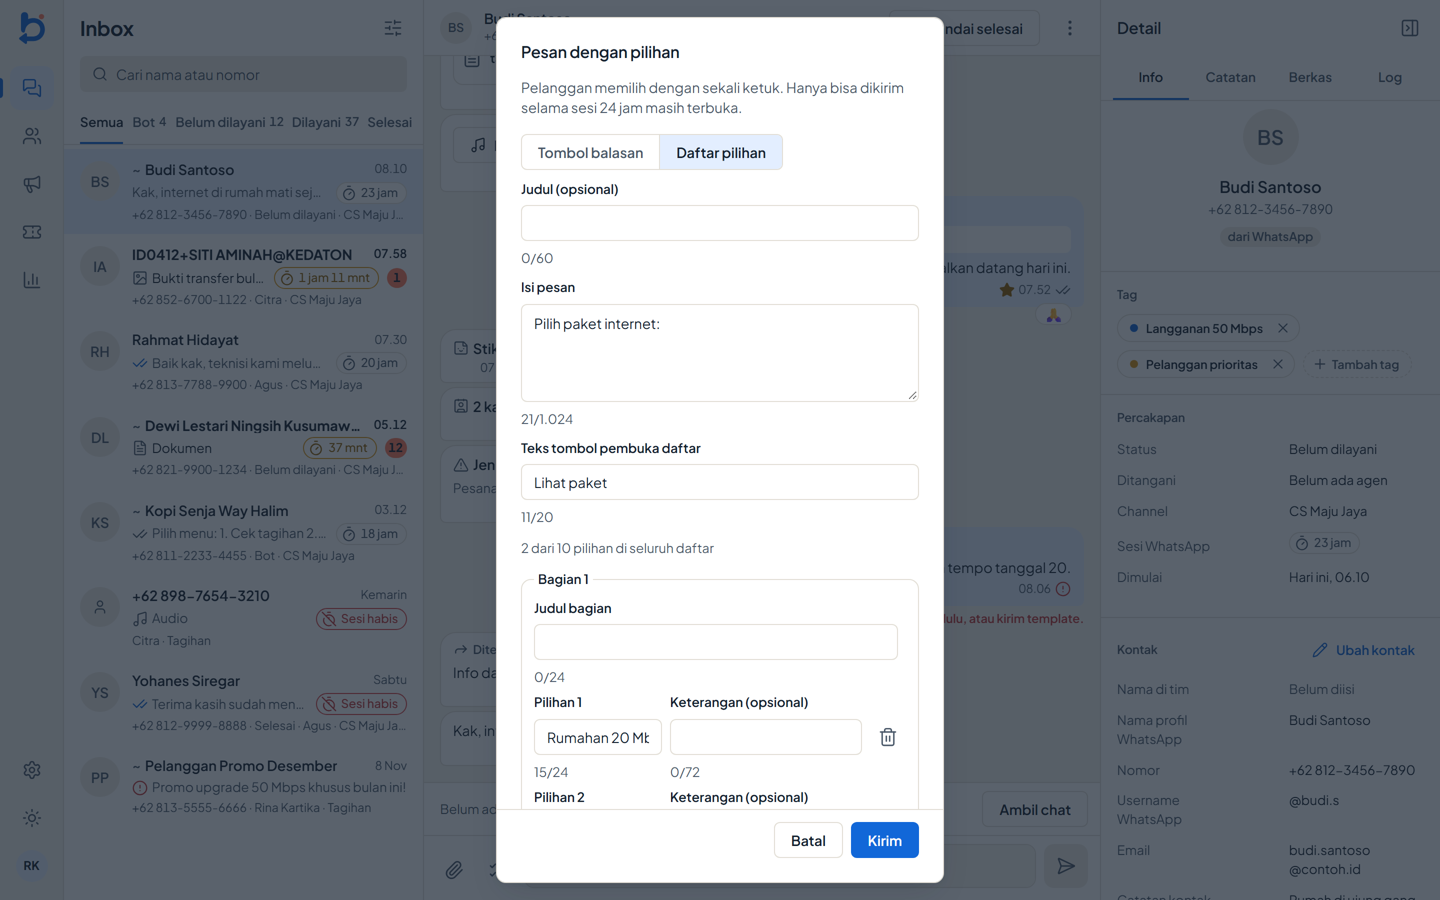 Inbox
Cari nama atau nomor
Semua Bot 4 Belum dilayani 12 Dilayani 37 Selesai
BS
~ Budi Santoso 08.10
Kak, internet di rumah mati sej... 23 jam
+62 812-3456-7890 · Belum dilayani · CS Maju J...
IA
ID0412+SITI AMINAH@KEDATON 07.58
Bukti transfer bul... 1 jam 11 mnt 1
+62 852-6700-1122 · Citra · CS Maju Jaya
RH
Rahmat Hidayat 07.30
Baik kak, teknisi kami melu... 20 jam
+62 813-7788-9900 · Agus · CS Maju Jaya
DL
~ Dewi Lestari Ningsih Kusumaw... 05.12
Dokumen 37 mnt 12
+62 821-9900-1234 · Belum dilayani · CS Maju J...
KS
~ Kopi Senja Way Halim 03.12
Pilih menu: 1. Cek tagihan 2.... 18 jam
+62 811-2233-4455 · Bot · CS Maju Jaya
+62 898-7654-3210 Kemarin
Audio Sesi habis
Citra · Tagihan
YS
Yohanes Siregar Sabtu
Terima kasih sudah men... Sesi habis
+62 812-9999-8888 · Selesai · Agus · CS Maju Ja...
PP
~ Pelanggan Promo Desember 8 Nov
Promo upgrade 50 Mbps khusus bulan ini!
+62 813-5555-6666 · Rina Kartika · Tagihan
RK
BS
ndai selesai
lkan datang hari ini.
07.52
Stik
07
2 ka
Jen
Pesana
tempo tanggal 20.
08.06
lulu, atau kirim template.
Dite
Info da
Kak, in
Belum ad
Ambil chat
Pesan dengan pilihan
Pelanggan memilih dengan sekali ketuk. Hanya bisa dikirim
selama sesi 24 jam masih terbuka.
Tombol balasan Daftar pilihan
Judul (opsional)
0/60
Isi pesan
Pilih paket internet:
21/1.024
Teks tombol pembuka daftar
Lihat paket
11/20
2 dari 10 pilihan di seluruh daftar
Bagian 1
Judul bagian
0/24
Pilihan 1 Keterangan (opsional)
Rumahan 20 Mb
15/24 0/72
Pilihan 2 Keterangan (opsional)
Batal Kirim
Detail
Info Catatan Berkas Log
BS
Budi Santoso
+62 812-3456-7890
dari WhatsApp
Tag
Langganan 50 Mbps
Pelanggan prioritas
Tambah tag
Percakapan
Status Belum dilayani
Ditangani Belum ada agen
Channel CS Maju Jaya
Sesi WhatsApp 23 jam
Dimulai Hari ini, 06.10
Kontak Ubah kontak
Nama di tim Belum diisi
Nama profil WhatsApp Budi Santoso
Nomor +62 812-3456-7890
Username WhatsApp @budi.s
Email budi.santoso
@contoh.id